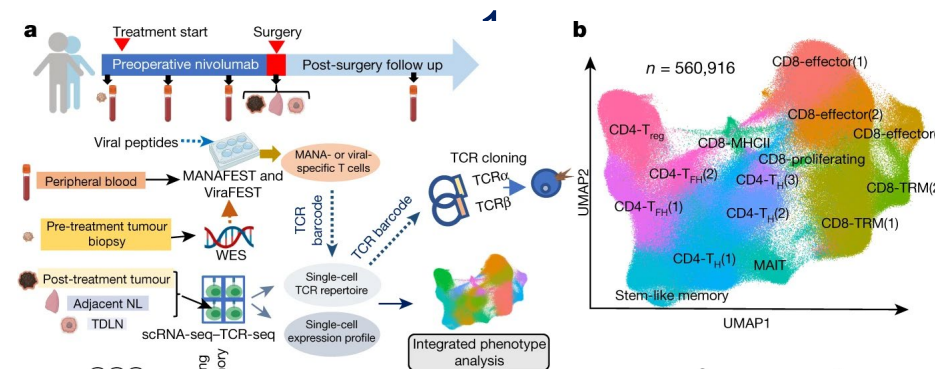 a
Treatment start
Surgery
Preoperative nivolumab
Post-surgery follow up
Viral peptides
MANAFEST and
ViraFEST
MANA- or viral-
specific T cells
Peripheral blood
Pre-treatment tumour
biopsy
WES
TCR
barcode
TCR barcode
TCR cloning
TCRα
TCRβ
Post-treatment tumour
Adjacent NL
TDLN
scRNA-seq–TCR-seq
Single-cell
TCR repertoire
Single-cell
expression profile
Integrated phenotype
analysis
b
n = 560,916
CD8-effector(1)
CD8-effector(2)
CD8-effector(
CD4-Treg
CD8-MHCII
CD8-proliferating
CD4-TFH(2)
CD4-TH(3)
CD8-TRM(2)
CD4-TFH(1)
CD4-TH(2)
CD8-TRM(1)
CD4-TH(1)
MAIT
Stem-like memory
UMAP2
UMAP1